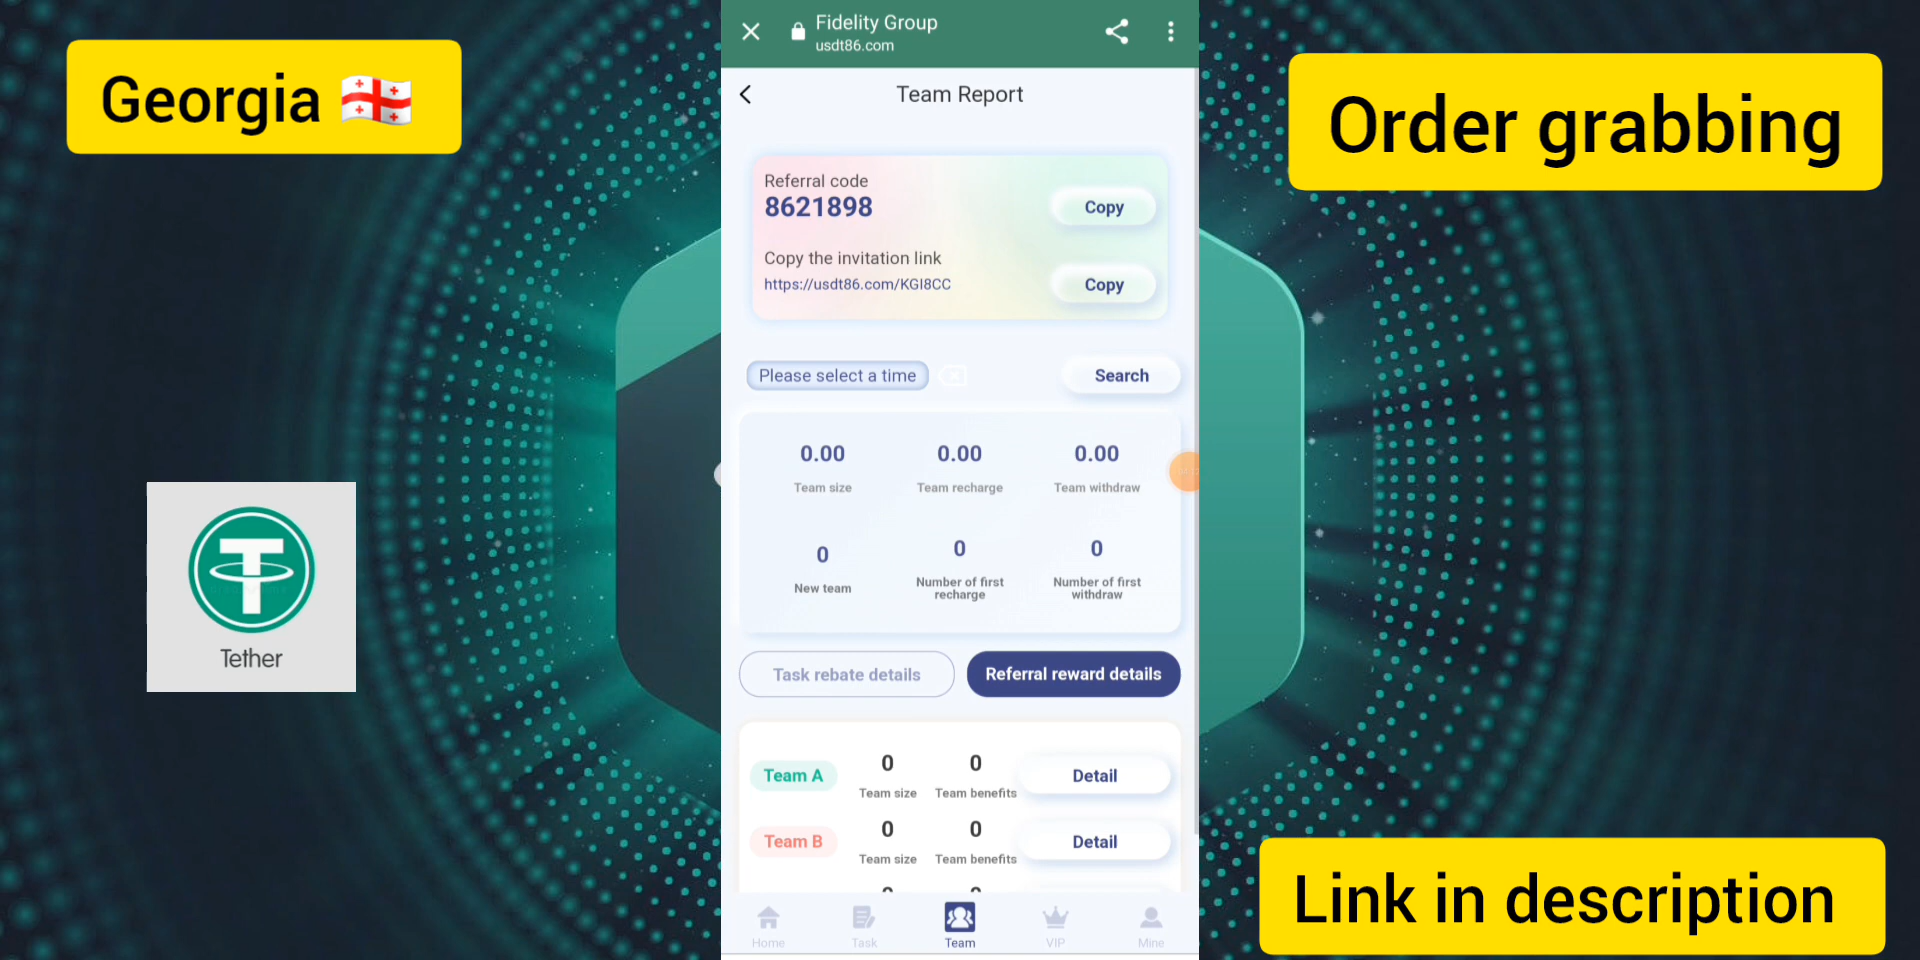 Georgia 🇬🇪
Tether
Fidelity Group
usdt86.com
Team Report
Referral code
8621898
Copy
Copy the invitation link
https://usdt86.com/KGI8CC
Copy
Please select a time
Search
0.00 0.00 0.00
Team size Team recharge Team withdraw
0 0 0
New team Number of first recharge Number of first withdraw
Task rebate details Referral reward details
Team A 0 0 Detail
Team size Team benefits
Team B 0 0 Detail
Team size Team benefits
Home Task Team VIP Mine
Order grabbing
Link in description